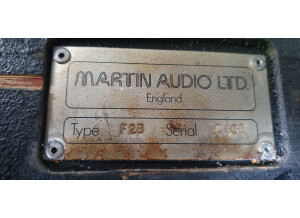 MARTIN AUDIO LTD.
England
Type F2B Serial